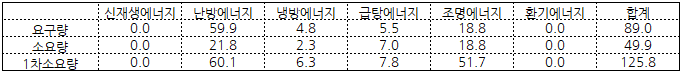 신재생에너지 난방에너지 냉방에너지 급탕에너지 조명에너지 환기에너지 합계
요구량 0.0 59.9 4.8 5.5 18.8 0.0 89.0
소요량 0.0 21.8 2.3 7.0 18.8 0.0 49.9
1차소요량 0.0 60.1 6.3 7.8 51.7 0.0 125.8